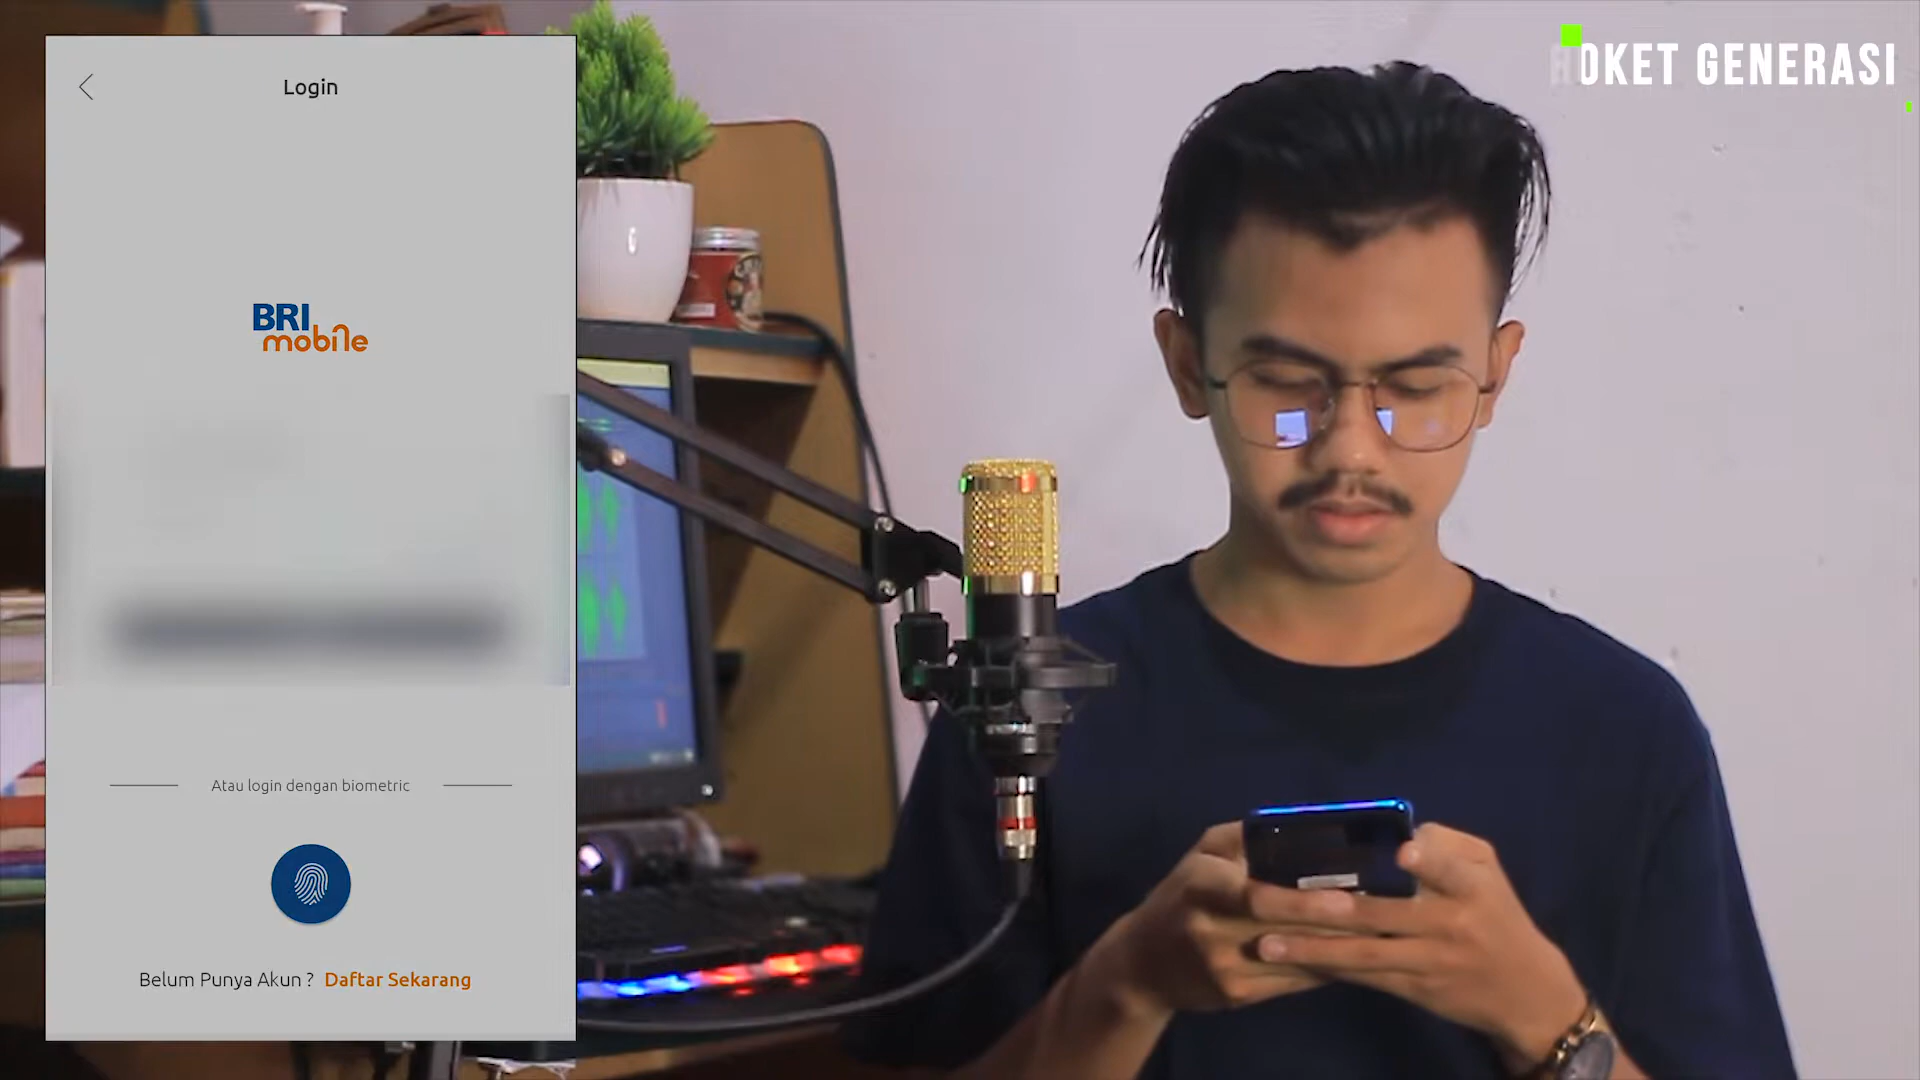 Login
BRI
mobile
Atau login dengan biometric
Belum Punya Akun ? Daftar Sekarang
OKET GENERASI